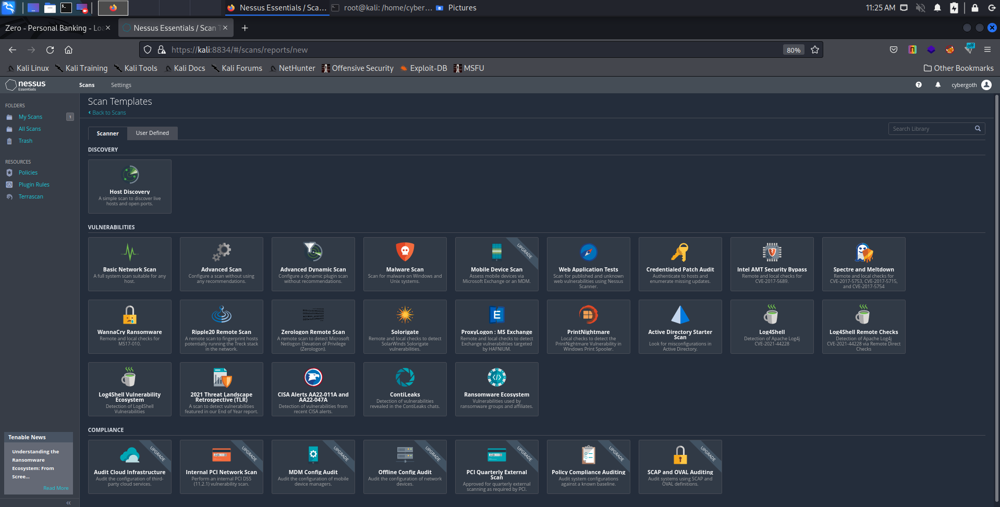 Nessus Essentials / Sca...
root@kali: /home/cyber...
Pictures
11:25 AM
Zero - Personal Banking - Loa
Nessus Essentials / Scan T
https://kali:8834/#/scans/reports/new
80%
off
Kali Linux
Kali Training
Kali Tools
Kali Docs
Kali Forums
NetHunter
Offensive Security
Exploit-DB
MSFU
Other Bookmarks
nessus
Essentials
Scans
Settings
cybergoth
FOLDERS
My Scans
1
All Scans
Trash
RESOURCES
Policies
Plugin Rules
Terrascan
Tenable News
Understanding the
Ransomware
Ecosystem: From
Scree...
Read More
Scan Templates
Back to Scans
Scanner
User Defined
Search Library
DISCOVERY
Host Discovery
A simple scan to discover live
hosts and open ports.
VULNERABILITIES
Basic Network Scan
A full system scan suitable for any
host.
Advanced Scan
Configure a scan without using
any recommendations.
Advanced Dynamic Scan
Configure a dynamic plugin scan
without recommendations.
Malware Scan
Scan for malware on Windows and
Unix systems.
UPGRADE
Mobile Device Scan
Assess mobile devices via
Microsoft Exchange or an MDM.
Web Application Tests
Scan for published and unknown
web vulnerabilities using Nessus
Scanner.
Credentialed Patch Audit
Authenticate to hosts and
enumerate missing updates.
Intel AMT Security Bypass
Remote and local checks for
CVE-2017-5689.
Spectre and Meltdown
Remote and local checks for
CVE-2017-5753, CVE-2017-5715,
and CVE-2017-5754
WannaCry Ransomware
Remote and local checks for
MS17-010.
Ripple20 Remote Scan
A remote scan to fingerprint hosts
potentially running the Treck stack
in the network.
Zerologon Remote Scan
A remote scan to detect Microsoft
Netlogon Elevation of Privilege
(Zerologon).
Solorigate
Remote and local checks to detect
SolarWinds Solorigate
vulnerabilities.
E
ProxyLogon : MS Exchange
Remote and local checks to detect
Exchange vulnerabilities targeted
by HAFNIUM.
PrintNightmare
Local checks to detect the
PrintNightmare Vulnerability in
Windows Print Spooler.
Active Directory Starter
Scan
Look for misconfigurations in
Active Directory.
Log4Shell
Detection of Apache Log4j
CVE-2021-44228
Log4Shell Remote Checks
Detection of Apache Log4j
CVE-2021-44228 via Remote Direct
Checks
Log4Shell Vulnerability
Ecosystem
Detection of Log4Shell
Vulnerabilities
2021 Threat Landscape
Retrospective (TLR)
A scan to detect vulnerabilities
featured in our End of Year report.
CISA Alerts AA22-011A and
AA22-047A
Detection of vulnerabilities from
recent CISA alerts.
ContiLeaks
Detection of vulnerabilities
revealed in the ContiLeaks chats.
Ransomware Ecosystem
Vulnerabilities used by
ransomware groups and affiliates.
COMPLIANCE
UPGRADE
Audit Cloud Infrastructure
Audit the configuration of third-
party cloud services.
UPGRADE
Internal PCI Network Scan
Perform an internal PCI DSS
(11.2.1) vulnerability scan.
UPGRADE
MDM Config Audit
Audit the configuration of mobile
device managers.
UPGRADE
Offline Config Audit
Audit the configuration of network
devices.
UPGRADE
PCI Quarterly External
Scan
Approved for quarterly external
scanning as required by PCI.
UPGRADE
Policy Compliance Auditing
Audit system configurations
against a known baseline.
UPGRADE
SCAP and OVAL Auditing
Audit systems using SCAP and
OVAL definitions.